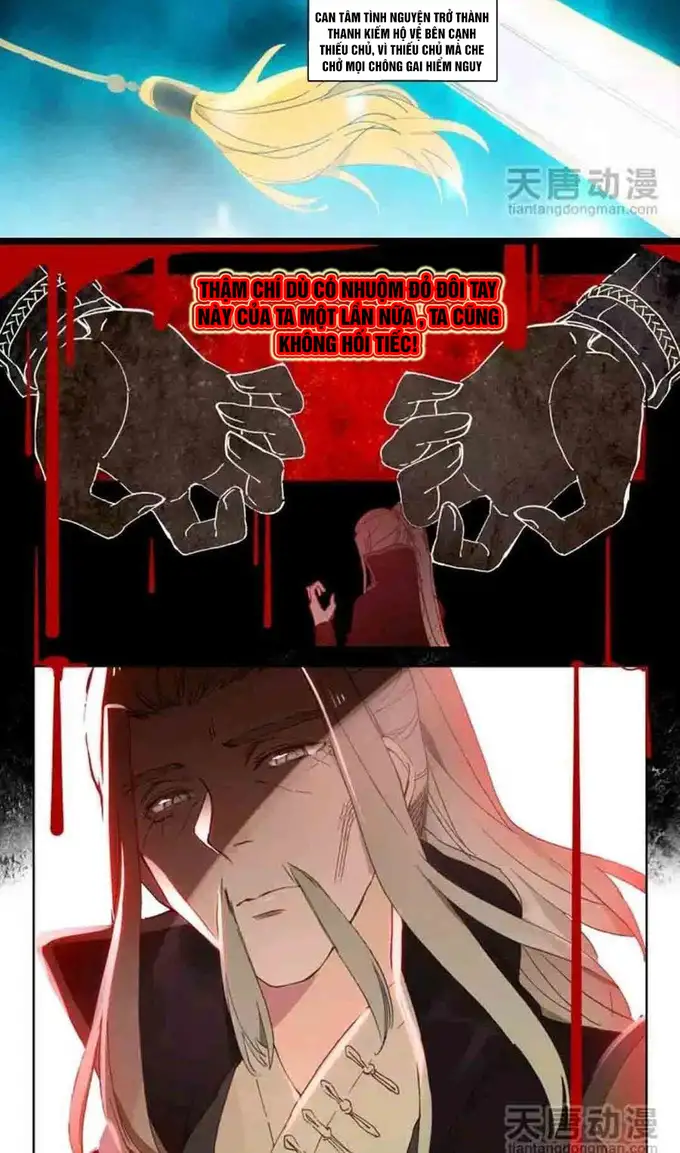 CAN TÂM TÌNH NGUYỆN TRỞ THÀNH
THANH KIẾM HỘ VỆ BÊN CẠNH
THIẾU CHỦ, VÌ THIẾU CHỦ MÀ CHE
CHỞ MỌI CHÔNG GAI HIỂM NGUY
天唐动漫
tiantangdongman.com
THẬM CHÍ DÙ CÓ NHUỘM ĐỎ ĐÔI TAY
NÀY CỦA TA MỘT LẦN NỮA , TA CŨNG
KHÔNG HỐI TIẾC!
天唐动漫
tiantangdongman.com